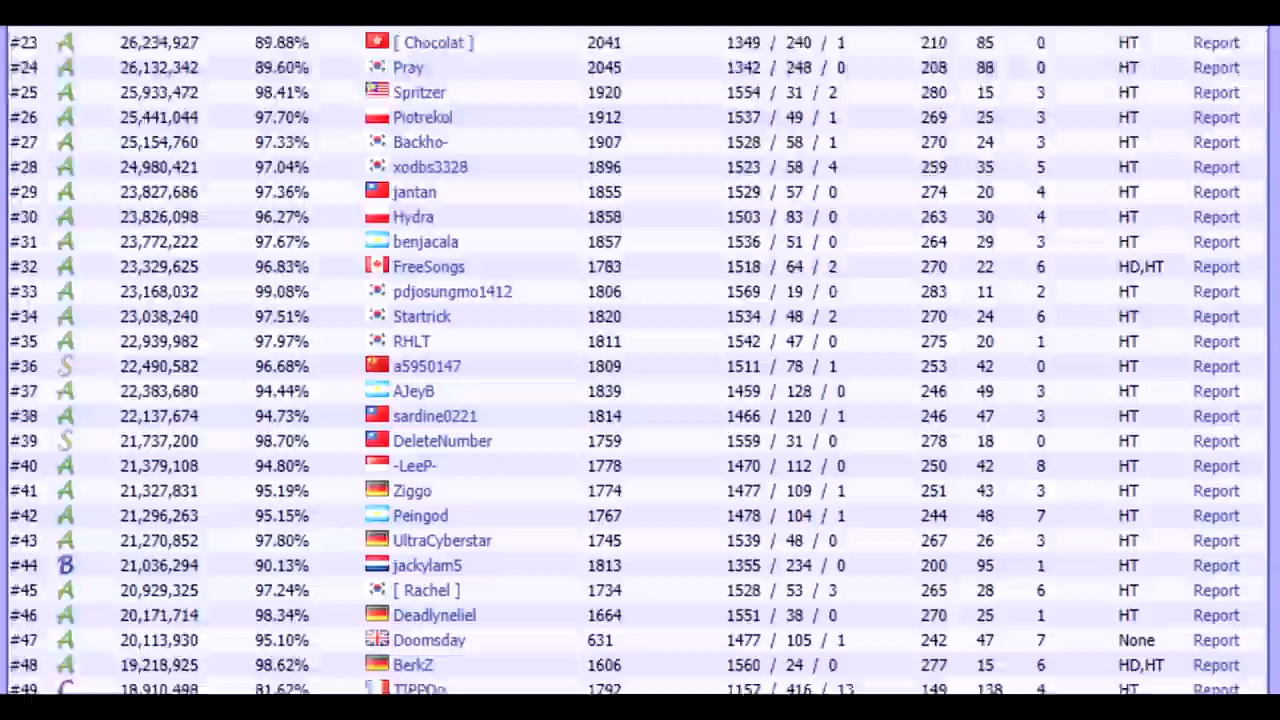 #23 A 26,234,927 89.88% [ Chocolat ] 2041 1349 / 240 / 1 210 85 0 HT Report
#24 A 26,132,342 89.60% Pray 2045 1342 / 248 / 0 208 86 0 HT Report
#25 A 25,933,472 98.41% Spritzer 1920 1554 / 31 / 2 280 15 3 HT Report
#26 A 25,441,044 97.70% Piotrekol 1912 1537 / 49 / 1 269 25 3 HT Report
#27 A 25,154,760 97.33% Backho- 1907 1528 / 58 / 1 270 24 3 HT Report
#28 A 24,980,421 97.04% xodbs3328 1896 1523 / 58 / 4 259 35 5 HT Report
#29 A 23,827,686 97.36% jantan 1855 1529 / 57 / 0 274 20 4 HT Report
#30 A 23,826,098 96.27% Hydra 1858 1503 / 83 / 0 263 30 4 HT Report
#31 A 23,772,222 97.67% benjacala 1857 1536 / 51 / 0 264 29 3 HT Report
#32 A 23,329,625 96.83% FreeSongs 1783 1518 / 64 / 2 270 22 6 HD,HT Report
#33 A 23,168,032 99.08% pdjosungmo1412 1806 1569 / 19 / 0 283 11 2 HT Report
#34 A 23,038,240 97.51% Startrick 1820 1534 / 48 / 2 270 24 6 HT Report
#35 A 22,939,982 97.97% RHLT 1811 1542 / 47 / 0 275 20 1 HT Report
#36 S 22,490,582 96.68% a5950147 1809 1511 / 78 / 1 253 42 0 HT Report
#37 A 22,383,680 94.44% AJeyB 1839 1459 / 128 / 0 246 49 3 HT Report
#38 A 22,137,674 94.73% sardine0221 1814 1466 / 120 / 1 246 47 3 HT Report
#39 S 21,737,200 98.70% DeleteNumber 1759 1559 / 31 / 0 278 18 0 HT Report
#40 A 21,379,108 94.80% -LeeP- 1778 1470 / 112 / 0 250 42 8 HT Report
#41 A 21,327,831 95.19% Ziggo 1774 1477 / 109 / 1 251 43 3 HT Report
#42 A 21,296,263 95.15% Peingod 1767 1478 / 104 / 1 244 48 7 HT Report
#43 A 21,270,852 97.80% UltraCyberstar 1745 1539 / 48 / 0 267 26 3 HT Report
#44 B 21,036,294 90.13% jackylam5 1813 1355 / 234 / 0 200 95 1 HT Report
#45 A 20,929,325 97.24% [ Rachel ] 1734 1528 / 53 / 3 265 28 6 HT Report
#46 A 20,171,714 98.34% Deadlyneliel 1664 1551 / 38 / 0 270 25 1 HT Report
#47 A 20,113,930 95.10% Doomsday 631 1477 / 105 / 1 242 47 7 None Report
#48 A 19,218,925 98.62% BerkZ 1606 1560 / 24 / 0 277 15 6 HD,HT Report
#49 C 18,910,498 81.62% 1792 1157 / 416 / 13 149 138 4 HT Report